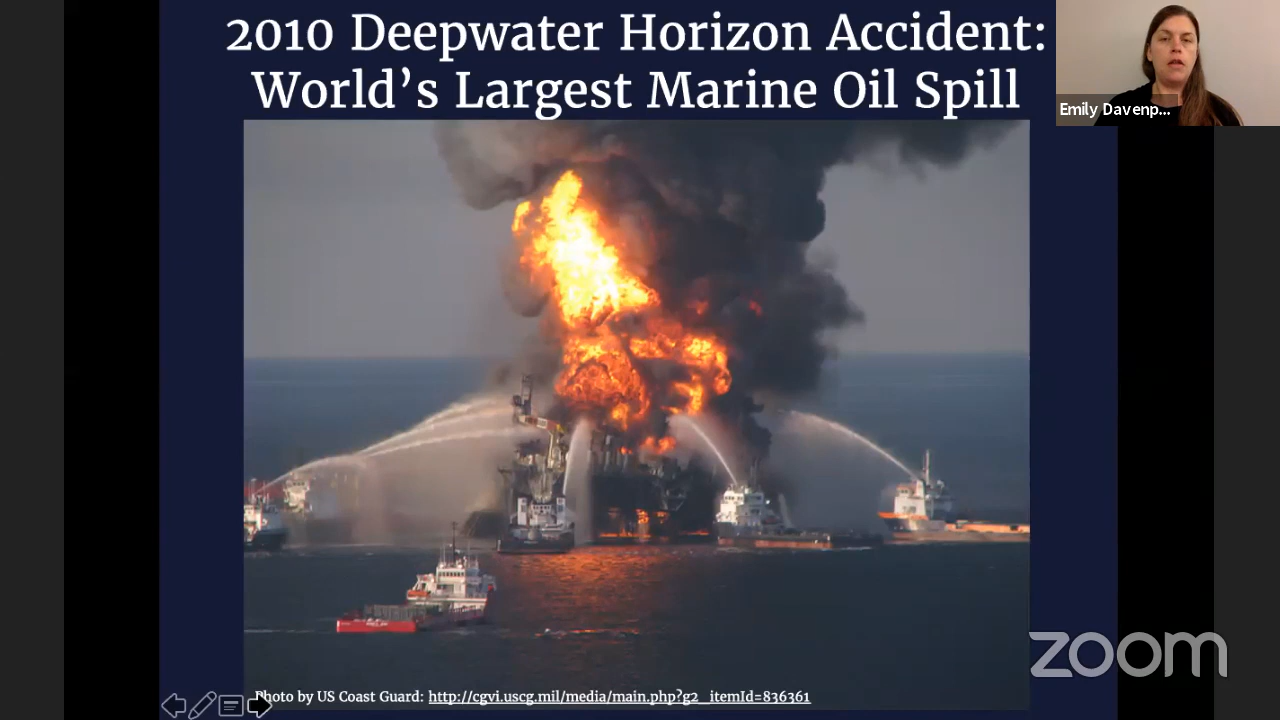 2010 Deepwater Horizon Accident:
World's Largest Marine Oil Spill
Emily Davenp...
zoom
Photo by US Coast Guard: http://cgvi.uscg.mil/media/main.php?g2_itemId=836361